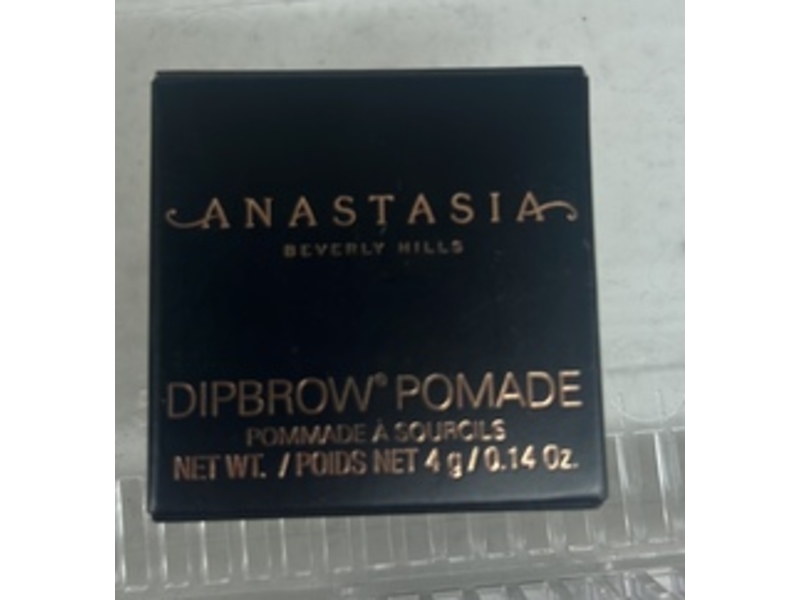 ANASTASIA
BEVERLY HILLS
DIPBROW® POMADE
POMMADE À SOURCILS
NET WT. / POIDS NET 4 g / 0.14 Oz.